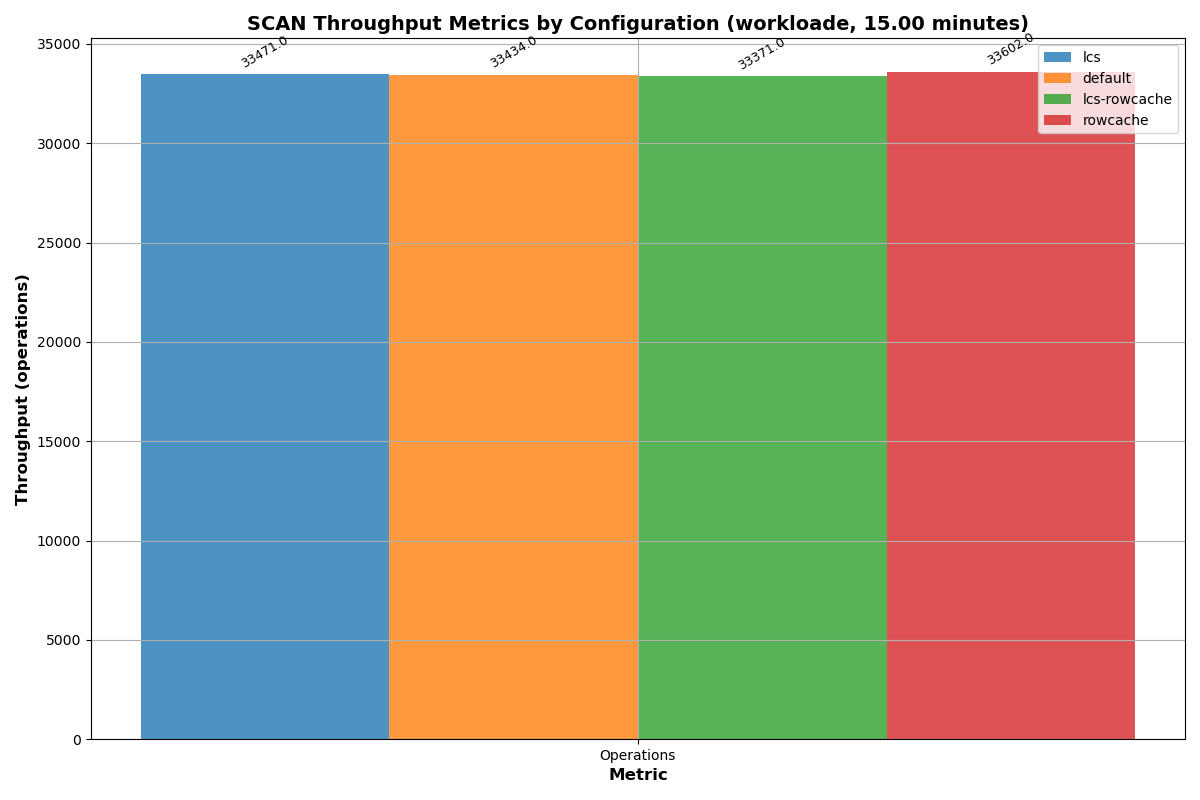 SCAN Throughput Metrics by Configuration (workloade, 15.00 minutes)
35000
30000
25000
20000
15000
10000
5000
0
Throughput (operations)
33471.0
33434.0
33371.0
33602.0
lcs
default
lcs-rowcache
rowcache
Operations
Metric